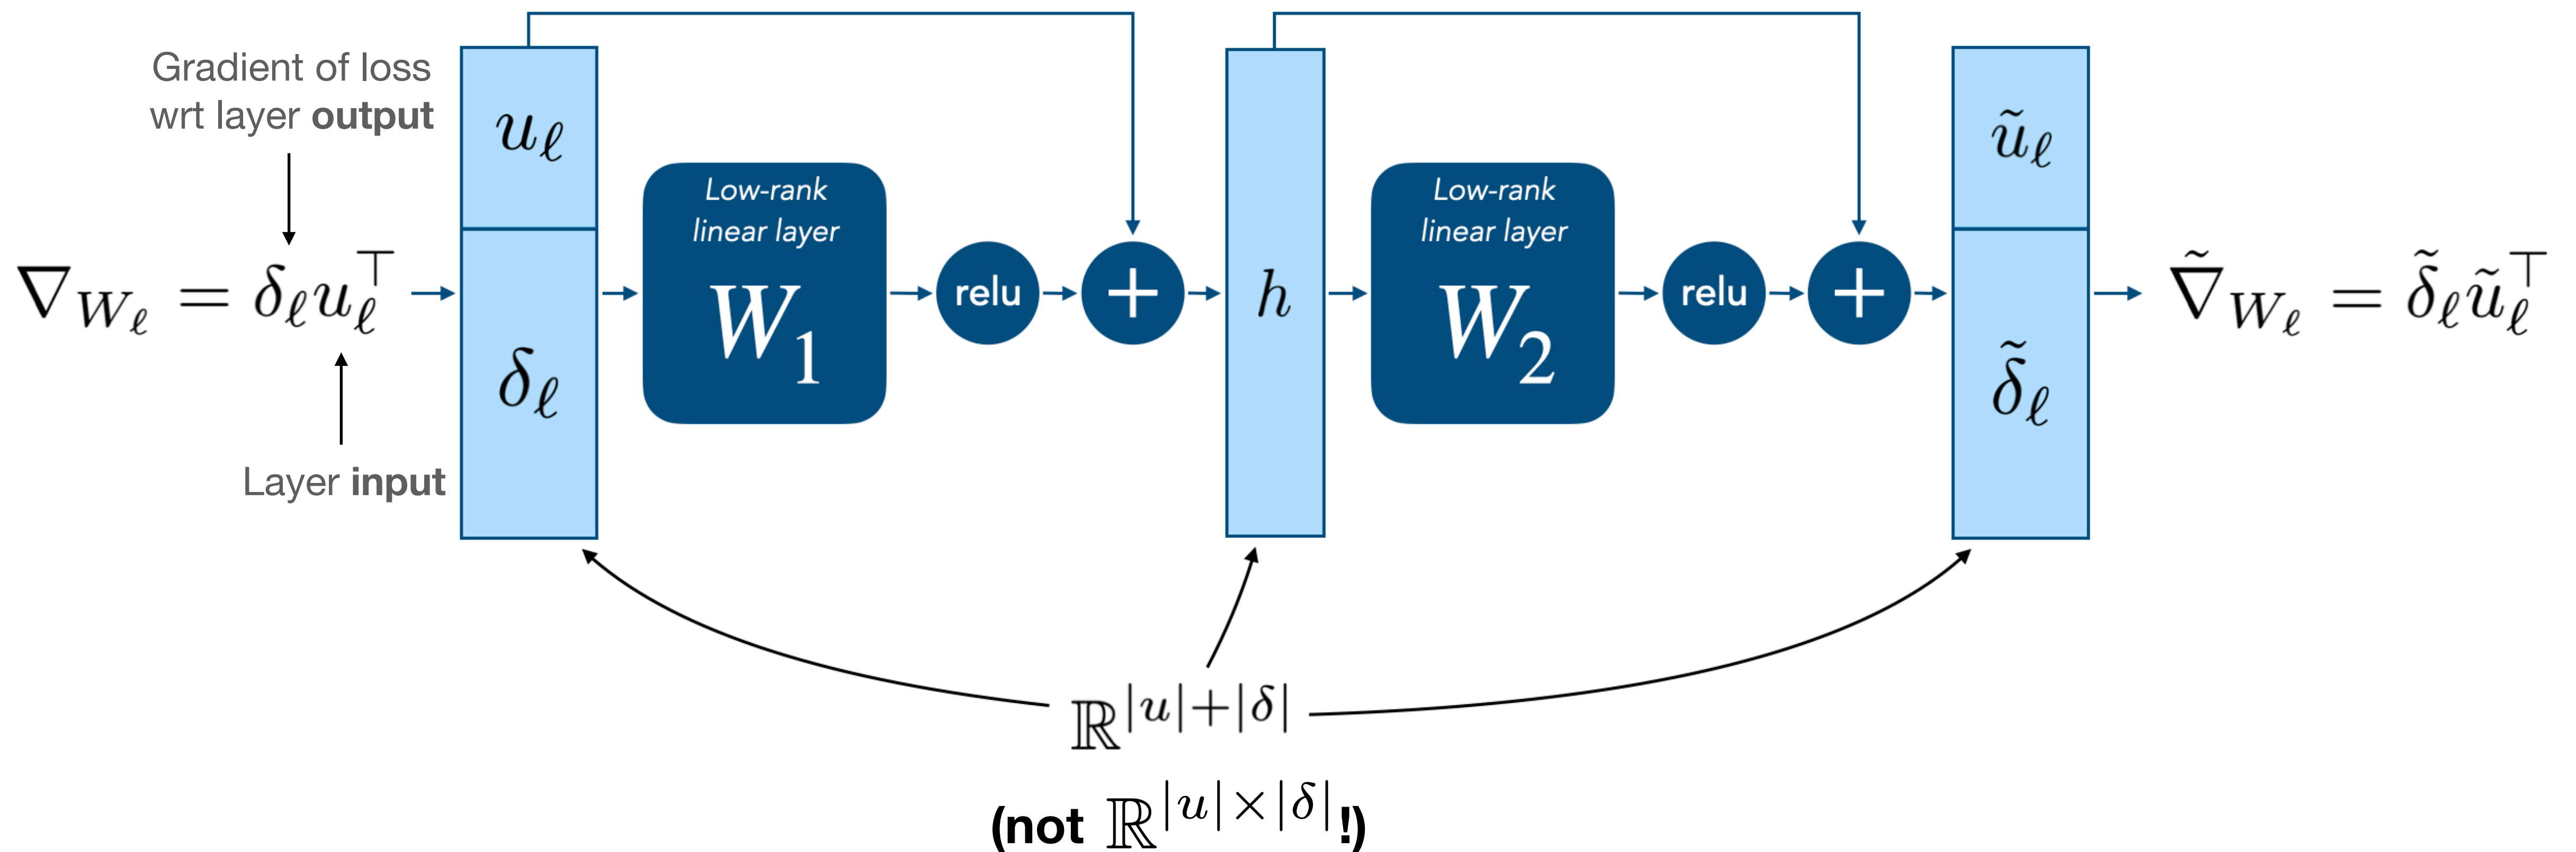 Gradient of loss
wrt layer output
∇_{W_ℓ} = δ_ℓ u_ℓ^⊤
Layer input
u_ℓ
δ_ℓ
Low-rank
linear layer
W_1
relu
+
h
Low-rank
linear layer
W_2
relu
+
ũ_ℓ
δ̃_ℓ
∇̃_{W_ℓ} = δ̃_ℓ ũ_ℓ^⊤
ℝ^{|u|+|δ|}
(not ℝ^{|u|×|δ|}!)